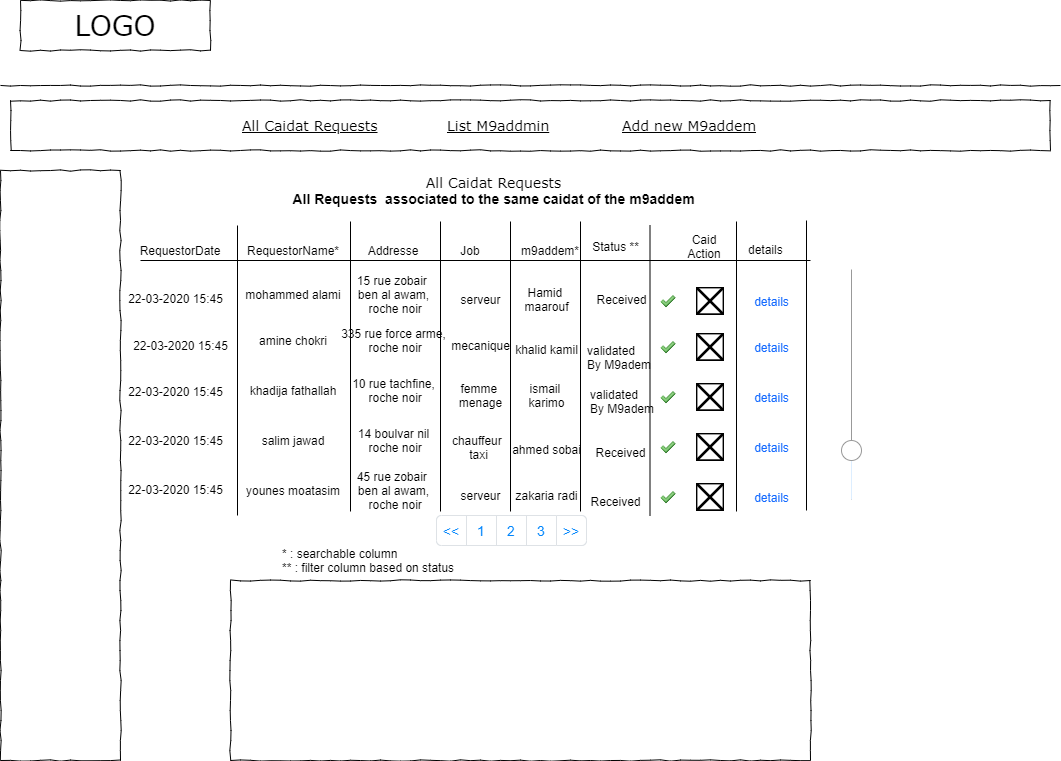 LOGO
All Caidat Requests List M9addmin Add new M9addem
All Caidat Requests
All Requests associated to the same caidat of the m9addem
RequestorDate RequestorName* Addresse Job m9addem* Status ** Caid Action details
22-03-2020 15:45 mohammed alami 15 rue zobair ben al awam, roche noir serveur Hamid maarouf Received details
22-03-2020 15:45 amine chokri 335 rue force arme, roche noir mecanique khalid kamil validated By M9adem details
22-03-2020 15:45 khadija fathallah 10 rue tachfine, roche noir femme menage ismail karimo validated By M9adem details
22-03-2020 15:45 salim jawad 14 boulvar nil roche noir chauffeur taxi ahmed sobai Received details
22-03-2020 15:45 younes moatasim 45 rue zobair ben al awam, roche noir serveur zakaria radi Received details
<< 1 2 3 >>
* : searchable column
** : filter column based on status